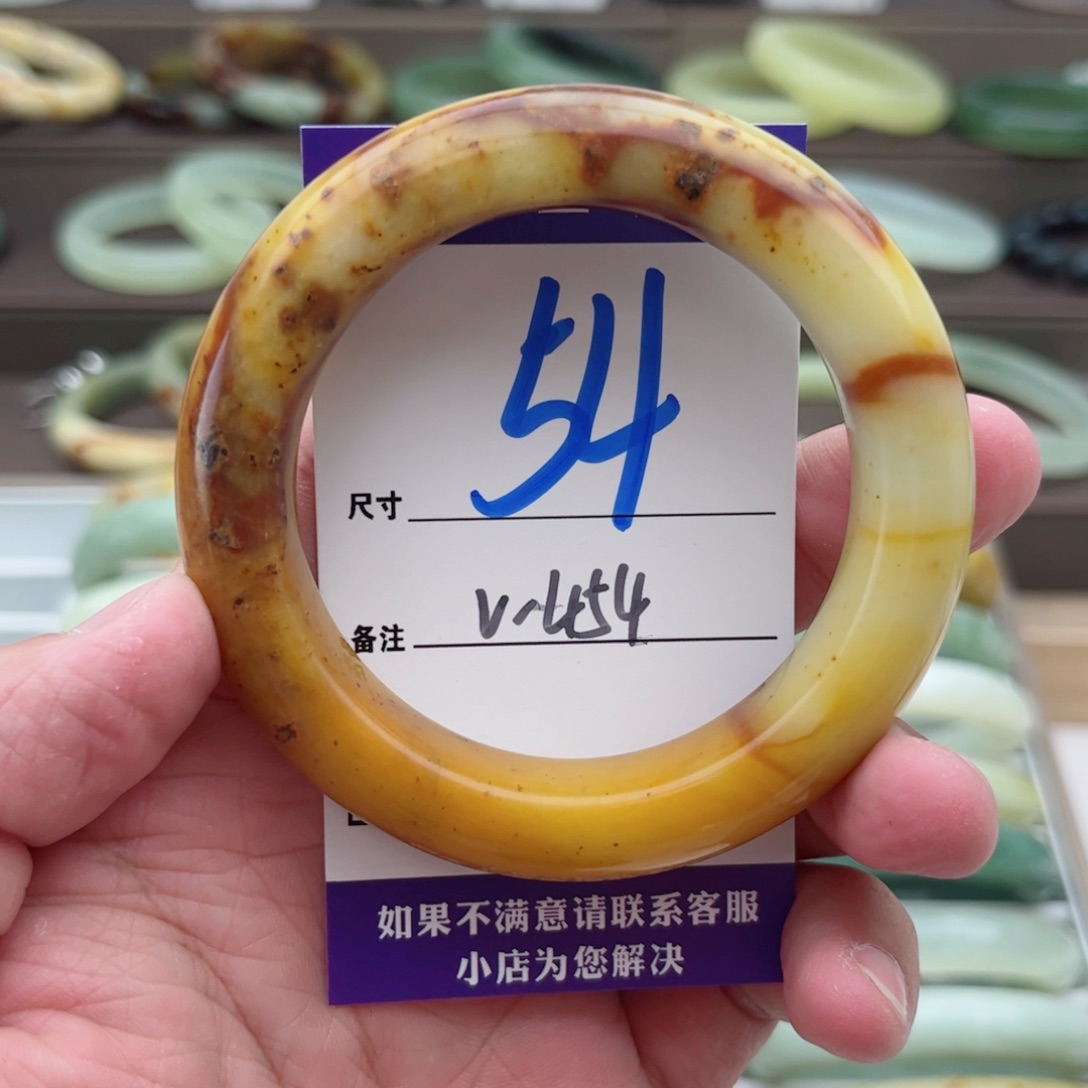 54
尺寸
v-454
备注
如果不满意请联系客服
小店为您解决